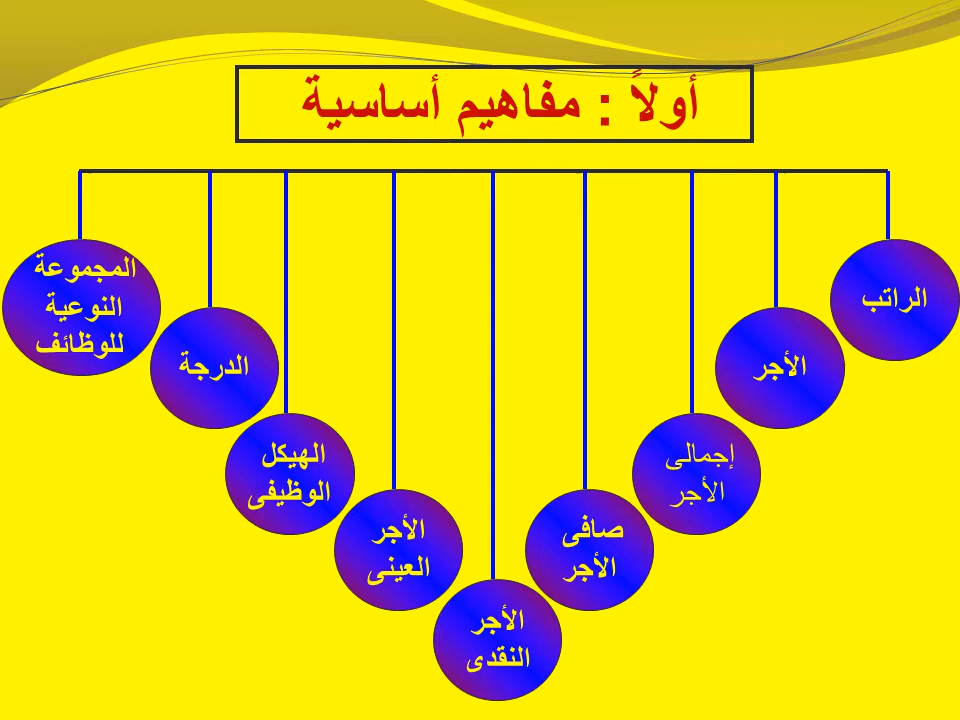 أولاً : مفاهيم أساسية
الراتب
الأجر
إجمالى
الأجر
صافى
الأجر
الأجر
النقدى
الأجر
العينى
الهيكل
الوظيفى
الدرجة
المجموعة
النوعية
للوظائف